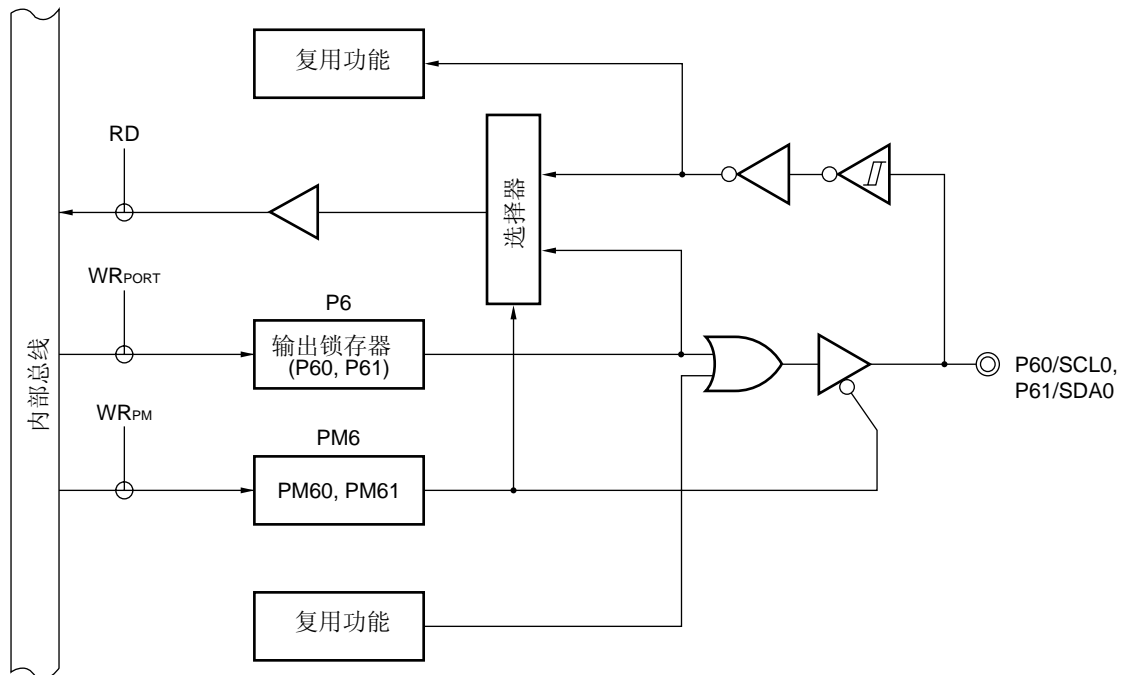 复用功能
RD
选择器
WRPORT
P6
输出锁存器
(P60, P61)
内部总线
P60/SCL0,
P61/SDA0
WRPM
PM6
PM60, PM61
复用功能